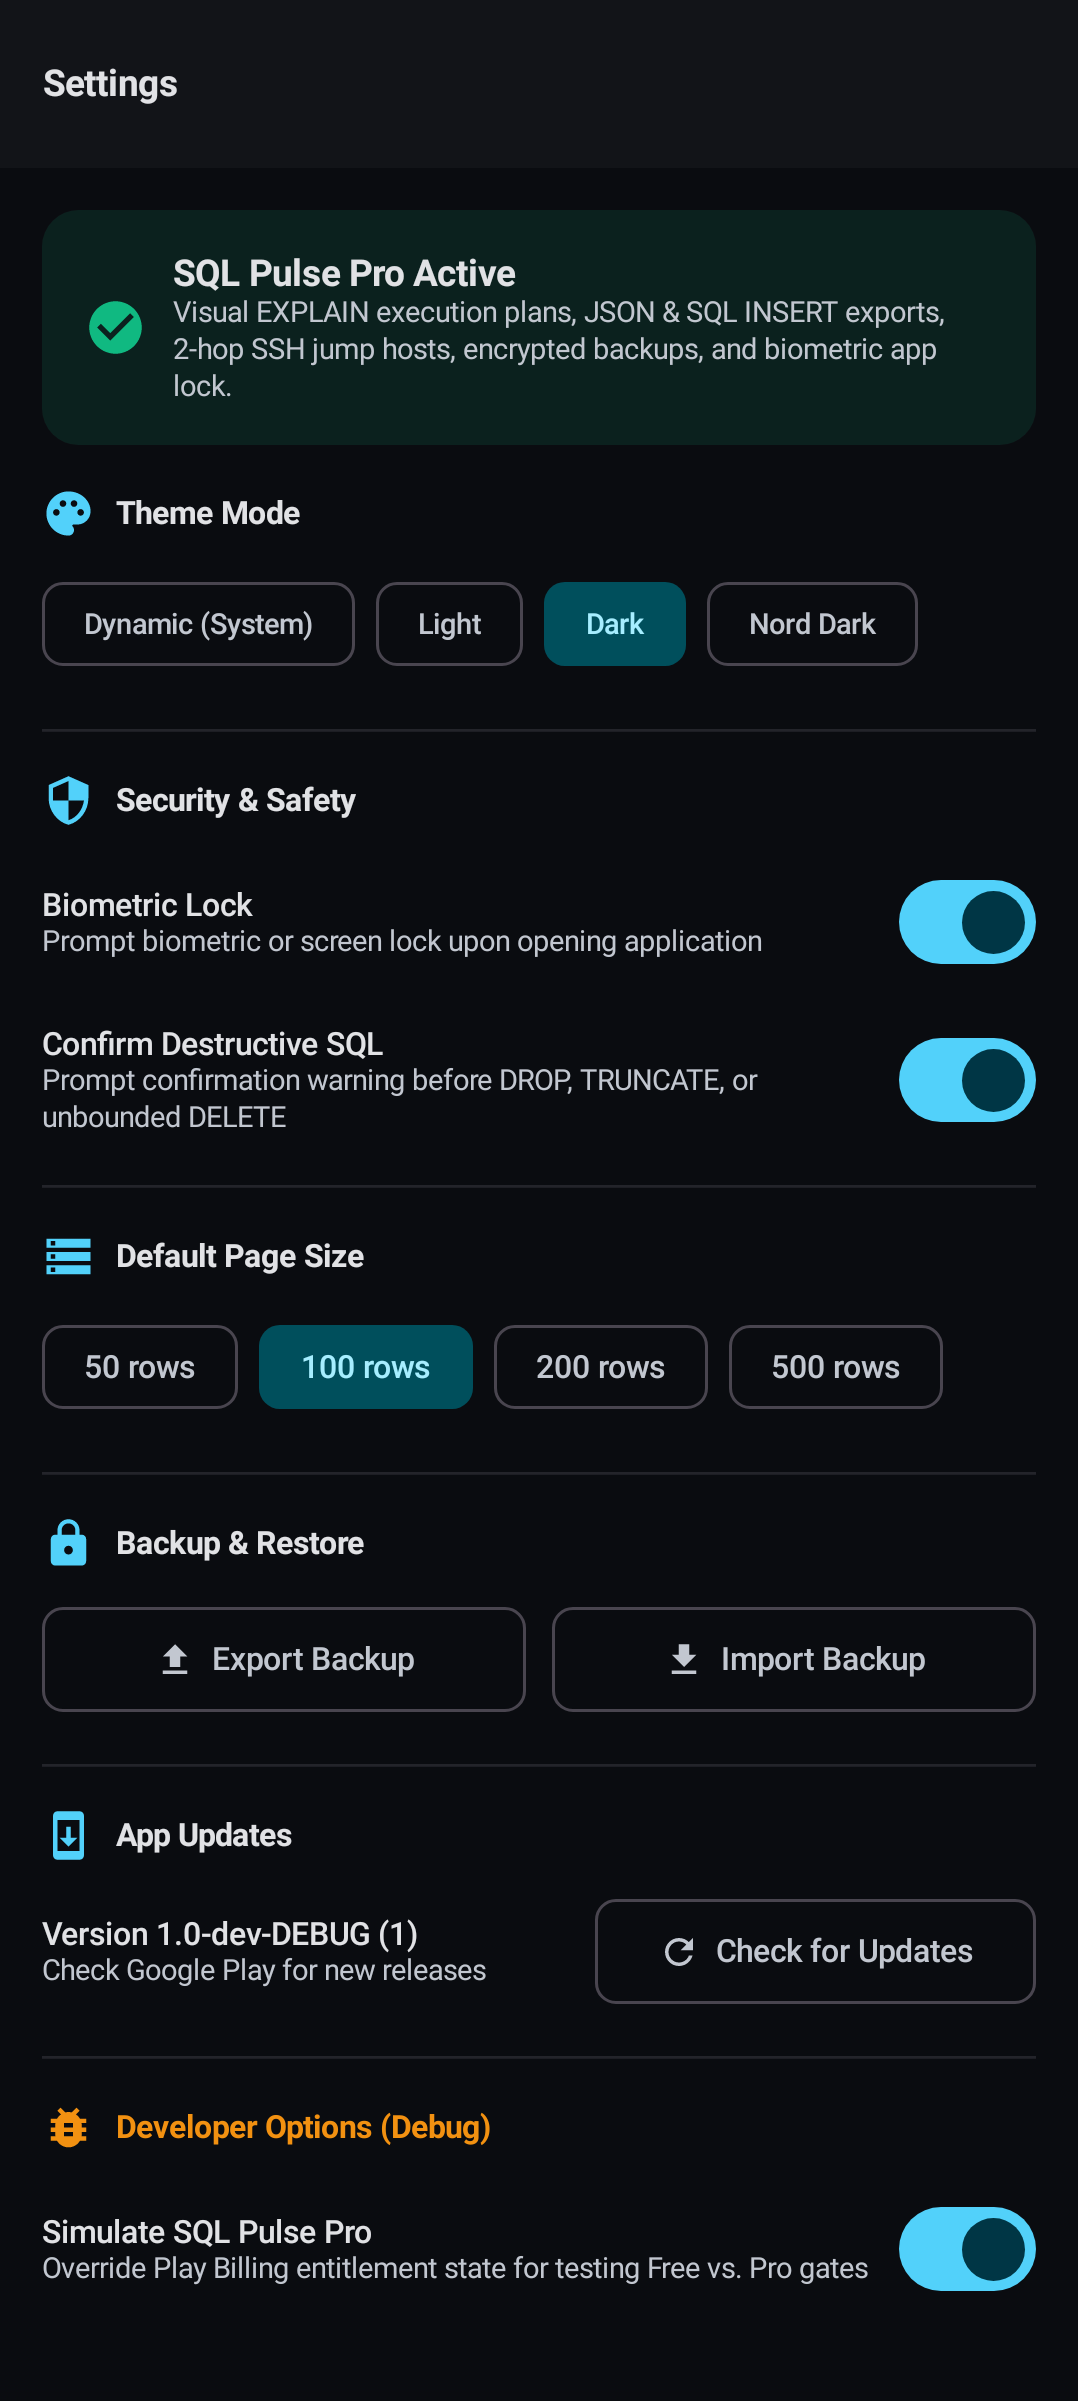 Settings
SQL Pulse Pro Active
Visual EXPLAIN execution plans, JSON & SQL INSERT exports,
2-hop SSH jump hosts, encrypted backups, and biometric app
lock.
Theme Mode
Dynamic (System)
Light
Dark
Nord Dark
Security & Safety
Biometric Lock
Prompt biometric or screen lock upon opening application
Confirm Destructive SQL
Prompt confirmation warning before DROP, TRUNCATE, or
unbounded DELETE
Default Page Size
50 rows
100 rows
200 rows
500 rows
Backup & Restore
Export Backup
Import Backup
App Updates
Version 1.0-dev-DEBUG (1)
Check Google Play for new releases
Check for Updates
Developer Options (Debug)
Simulate SQL Pulse Pro
Override Play Billing entitlement state for testing Free vs. Pro gates